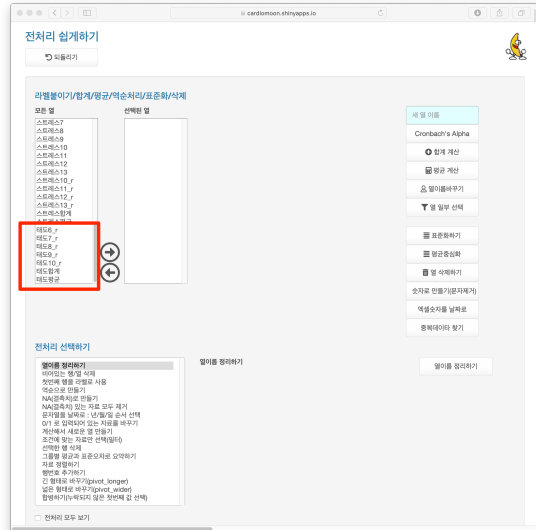 cardiomoon.shinyapps.io
전처리 쉽게하기
되돌리기
라벨붙이기/합계/평균/역순처리/표준화/삭제
모든 열
선택된 열
스트레스7
스트레스8
스트레스9
스트레스10
스트레스11
스트레스12
스트레스13
스트레스10_r
스트레스11_r
스트레스12_r
스트레스13_r
스트레스합계
스트레스평균
태도6_r
태도7_r
태도8_r
태도9_r
태도10_r
태도합계
태도평균
새 열 이름
Cronbach's Alpha
합계 계산
평균 계산
열이름바꾸기
열 일부 선택
표준화하기
평균중심화
열 삭제하기
숫자로 만들기(문자제거)
엑셀숫자를 날짜로
중복데이타 찾기
전처리 선택하기
열이름 정리하기
비어있는 행/열 삭제
첫번째 행을 라벨로 사용
역순으로 만들기
NA(결측치)로 만들기
NA(결측치) 있는 자료 모두 제거
문자열을 날짜로 : 년/월/일 순서 선택
0/1 로 입력되어 있는 자료를 바꾸기
계산해서 새로운 열 만들기
조건에 맞는 자료만 선택(필터)
선택한 행 삭제
그룹별 평균과 표준오차로 요약하기
자료 정렬하기
행번호 추가하기
긴 형태로 바꾸기(pivot_longer)
넓은 형태로 바꾸기(pivot_wider)
합방하기(누락되지 않은 첫번째 값 선택)
열이름 정리하기
열이름 정리하기
전처리 모두 보기